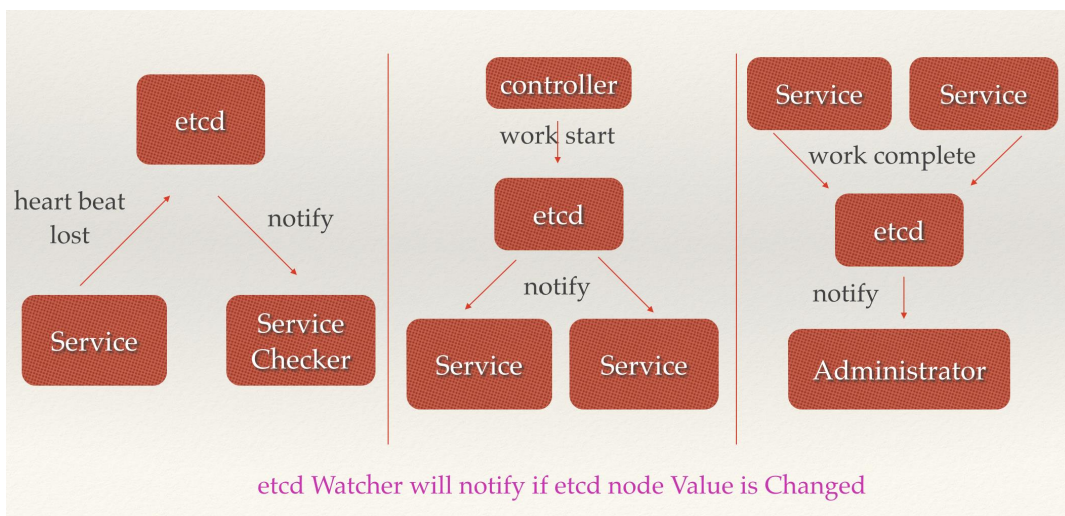 etcd
heart beat
lost
notify
Service
Service
Checker
controller
work start
etcd
notify
Service
Service
Service
Service
work complete
etcd
notify
Administrator
etcd Watcher will notify if etcd node Value is Changed